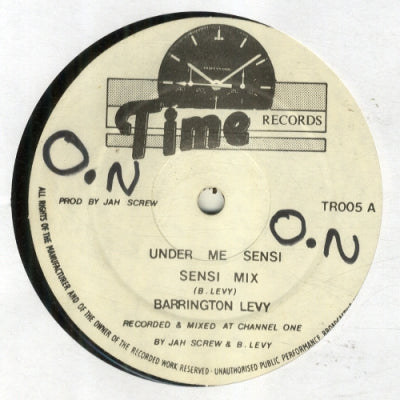 Time
RECORDS
O.N
PROD BY JAH SCREW
TR005 A
O.N
UNDER ME SENSI
SENSI MIX
(B. LEVY)
BARRINGTON LEVY
RECORDED & MIXED AT CHANNEL ONE
BY JAH SCREW & B. LEVY
ALL RIGHTS OF THE MANUFACTURER AND OF THE OWNER OF THE RECORDED WORK RESERVED - UNAUTHORISED PUBLIC PERFORMANCE